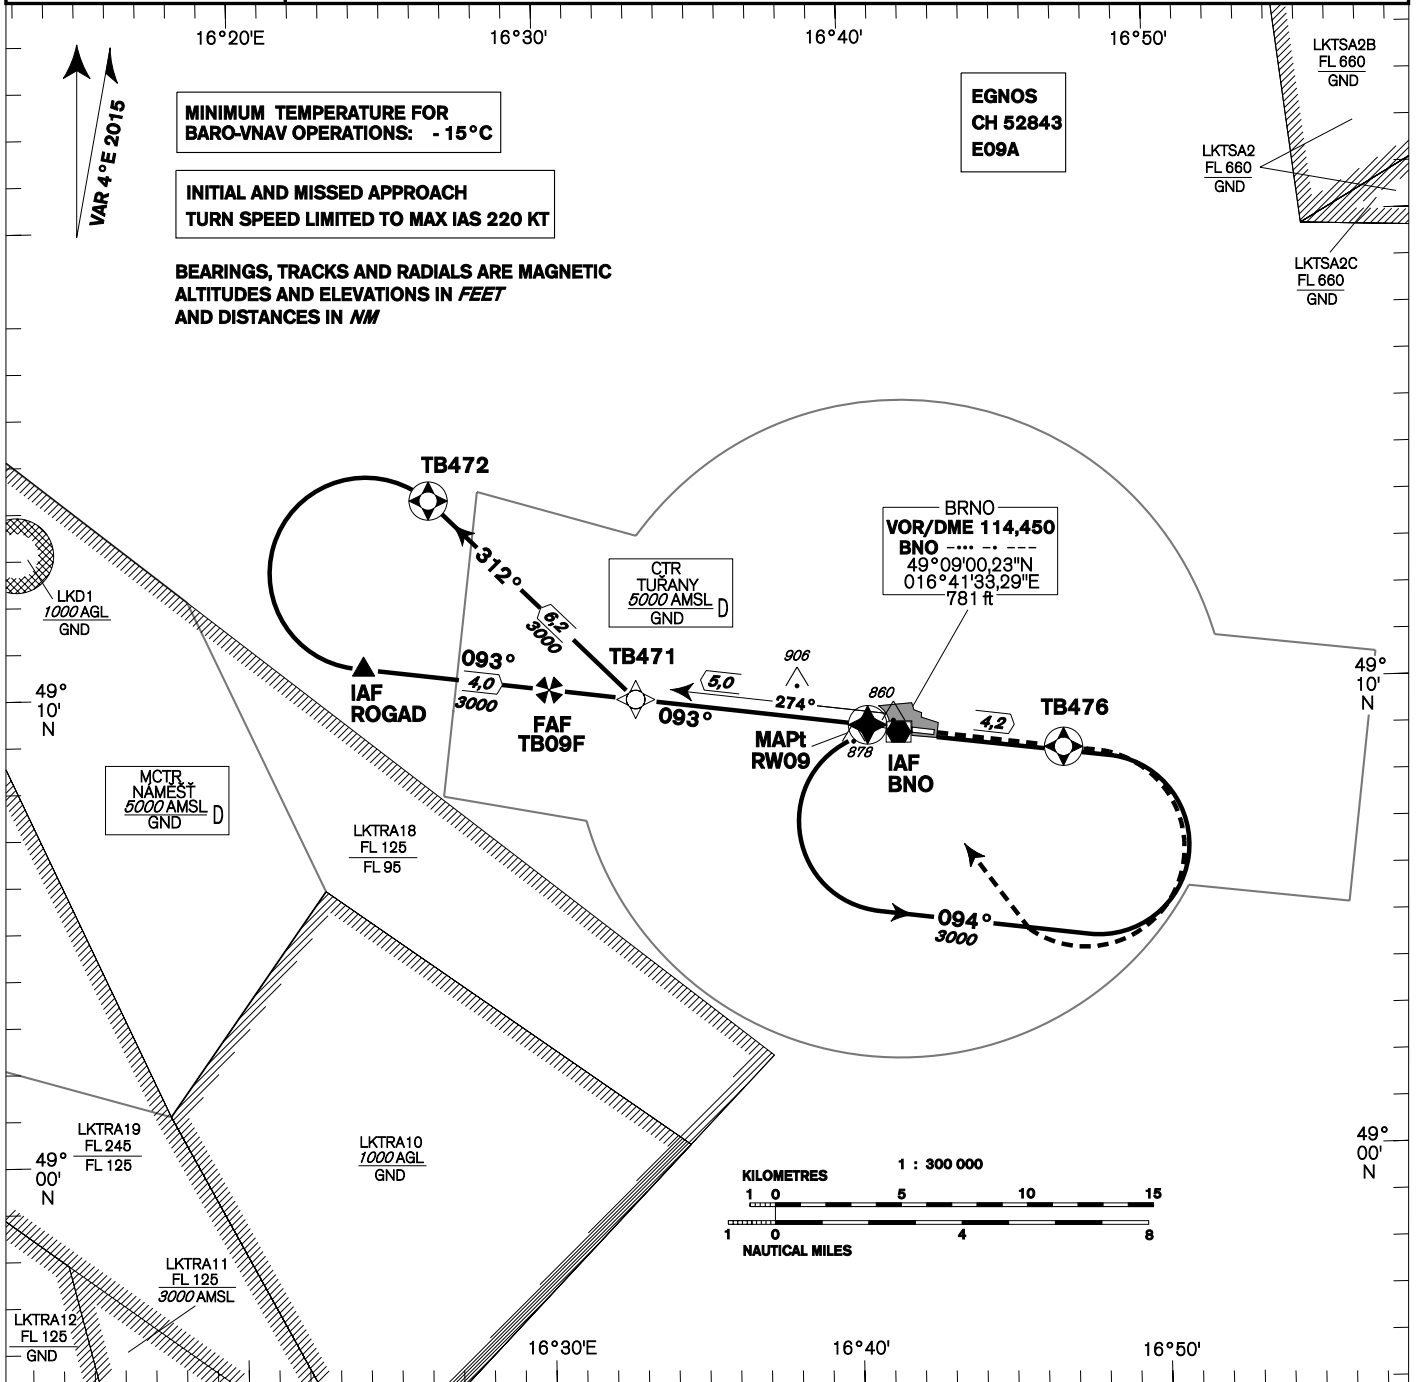 16°20'E
16°30'
16°40'
16°50'
VAR 4°E 2015
MINIMUM TEMPERATURE FOR
BARO-VNAV OPERATIONS: - 15°C
INITIAL AND MISSED APPROACH
TURN SPEED LIMITED TO MAX IAS 220 KT
BEARINGS, TRACKS AND RADIALS ARE MAGNETIC
ALTITUDES AND ELEVATIONS IN FEET
AND DISTANCES IN NM
EGNOS
CH 52843
E09A
LKTSA2B
FL 660
GND
LKTSA2
FL 660
GND
LKTSA2C
FL 660
GND
TB472
312°
6,2
3000
CTR
TUŘANY
5000 AMSL
GND
D
BRNO
VOR/DME 114,450
BNO -··· -· ---
49°09'00,23"N
016°41'33,29"E
781 ft
LKD1
1000 AGL
GND
093°
4,0
3000
IAF
ROGAD
FAF
TB09F
TB471
093°
5,0
274°
906
860
878
MAPt
RW09
IAF
BNO
4,2
TB476
094°
3000
49°
10'
N
49°
10'
N
MCTR
NÁMĚŠŤ
5000 AMSL
GND
D
LKTRA18
FL 125
FL 95
LKTRA19
FL 245
FL 125
LKTRA10
1000 AGL
GND
49°
00'
N
49°
00'
N
1 : 300 000
KILOMETRES
1 0 5 10 15
1 0 4 8
NAUTICAL MILES
LKTRA11
FL 125
3000 AMSL
LKTRA12
FL 125
GND
16°30'E
16°40'
16°50'